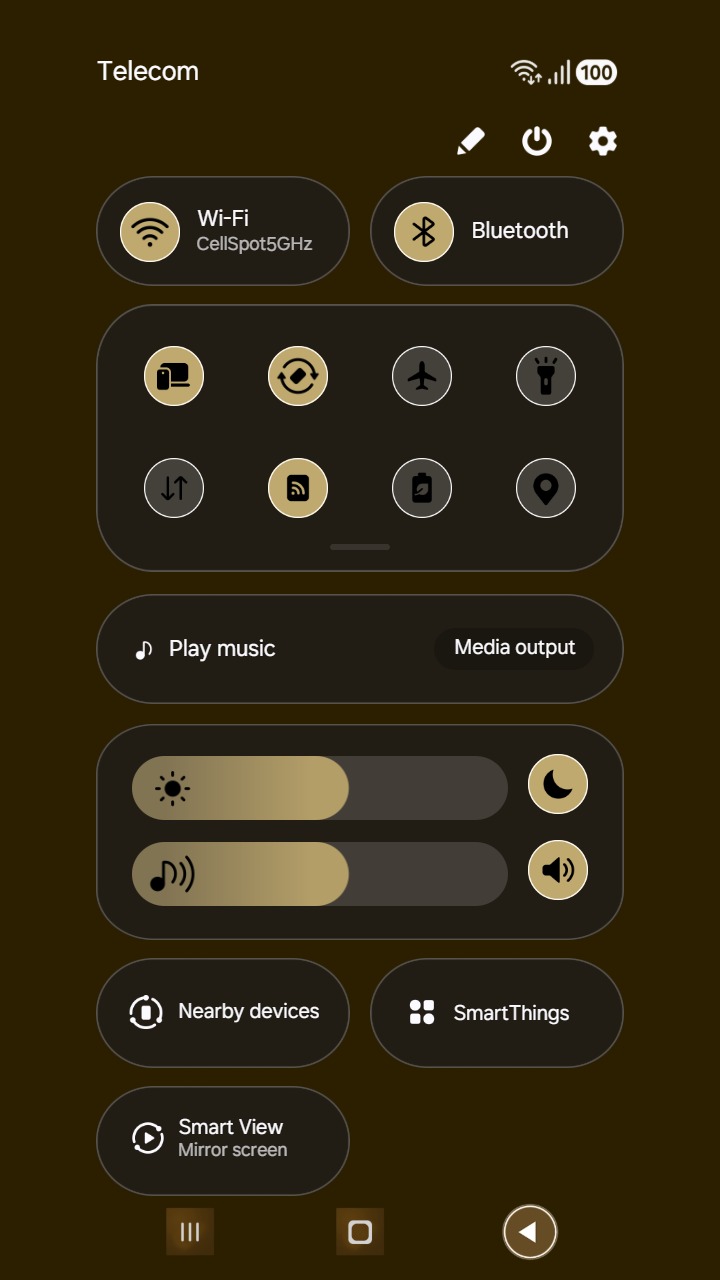 Telecom
100
Wi-Fi
CellSpot5GHz
Bluetooth
Play music
Media output
Nearby devices
SmartThings
Smart View
Mirror screen